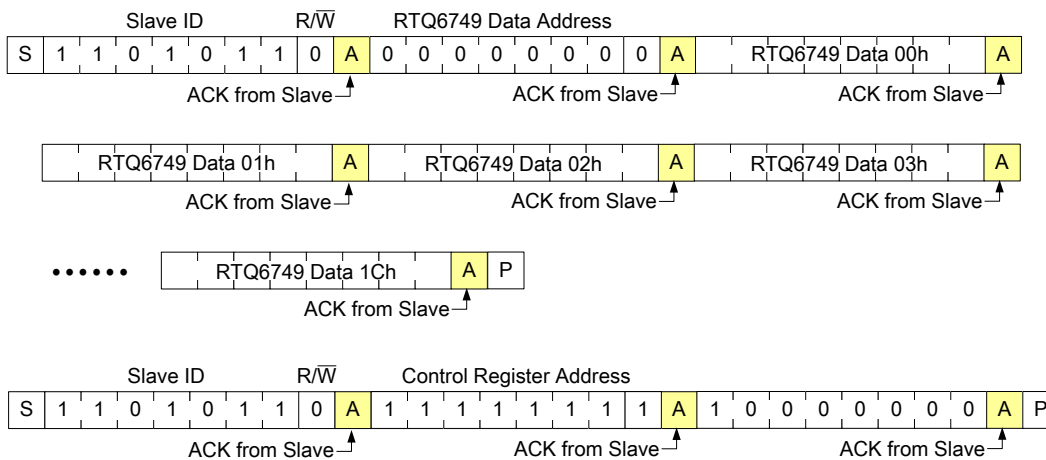 Slave ID R/W̅ RTQ6749 Data Address
S 1 1 0 1 0 1 1 0 A 0 0 0 0 0 0 0 0 A RTQ6749 Data 00h A
ACK from Slave ACK from Slave ACK from Slave
RTQ6749 Data 01h A RTQ6749 Data 02h A RTQ6749 Data 03h A
ACK from Slave ACK from Slave ACK from Slave
•••••• RTQ6749 Data 1Ch A P
ACK from Slave
Slave ID R/W̅ Control Register Address
S 1 1 0 1 0 1 1 0 A 1 1 1 1 1 1 1 1 A 1 0 0 0 0 0 0 0 A P
ACK from Slave ACK from Slave ACK from Slave